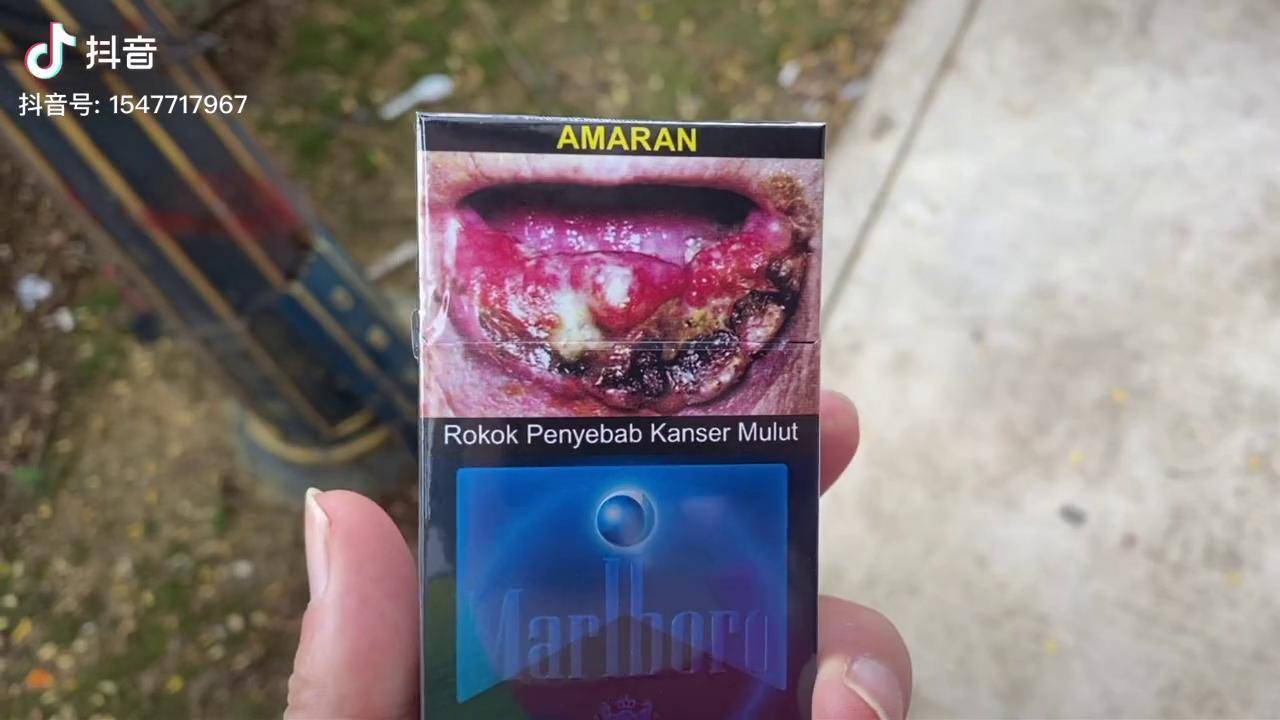 抖音
抖音号: 1547717967
AMARAN
Rokok Penyebab Kanser Mulut
Marlboro